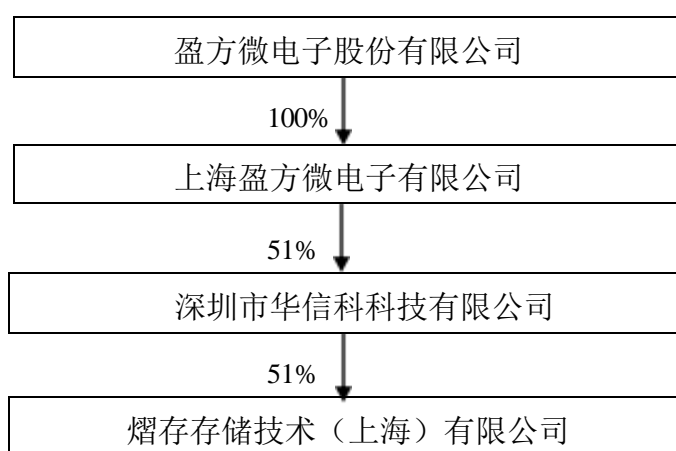 盈方微电子股份有限公司
100%
上海盈方微电子有限公司
51%
深圳市华信科科技有限公司
51%
熠存存储技术（上海）有限公司